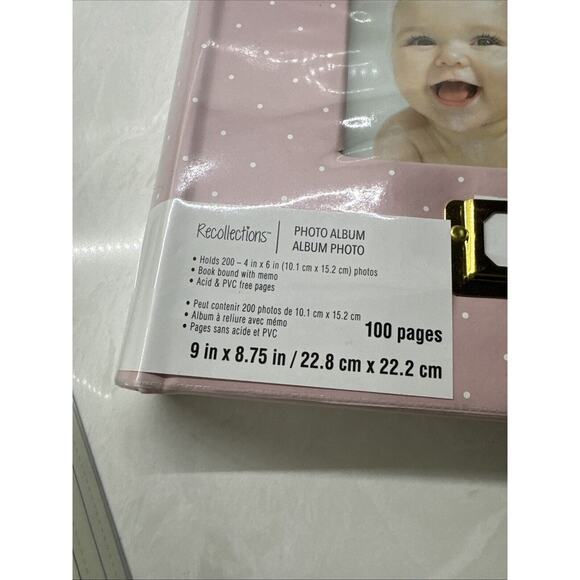 Recollections™
PHOTO ALBUM
ALBUM PHOTO
• Holds 200 – 4 in x 6 in (10.1 cm x 15.2 cm) photos
• Book bound with memo
• Acid & PVC free pages
• Peut contenir 200 photos de 10.1 cm x 15.2 cm
• Album à reliure avec mémo
• Pages sans acide et PVC
100 pages
9 in x 8.75 in / 22.8 cm x 22.2 cm